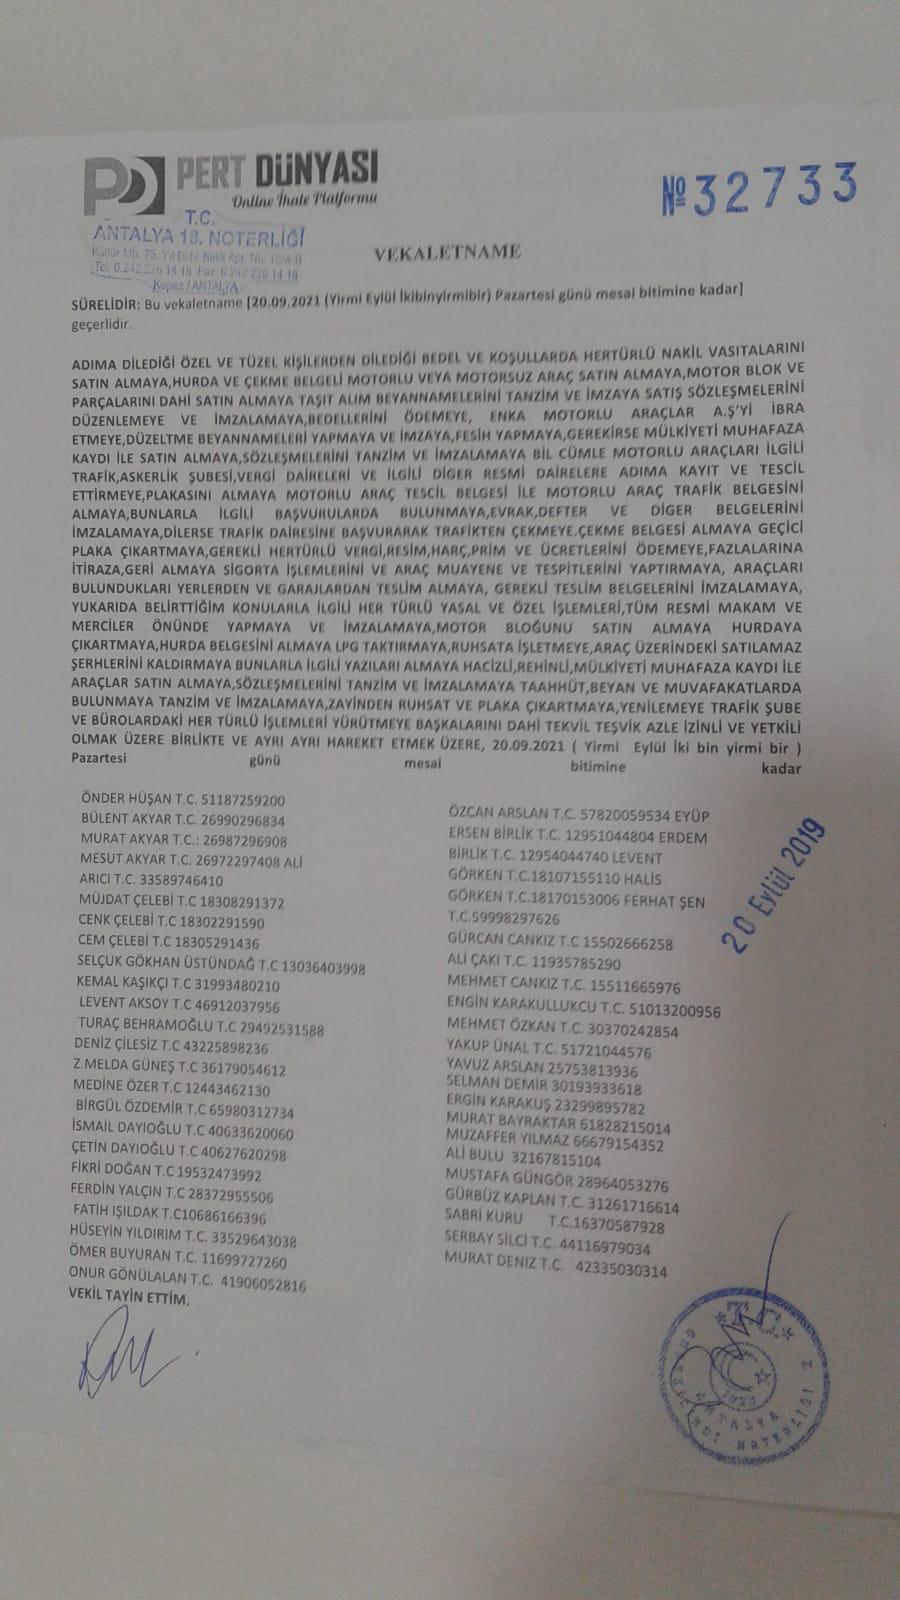 PD PERT DÜNYASI
Online İhale Platformu
Nº 32733
T.C.
ANTALYA 18. NOTERLİĞİ
Kültür Mh. 75. Yıl Bulv. Birlik Apt. No:
Tel: 0.242 226 14 16 Fax: 0.242 226 14 18
Kepez/ANTALYA
VEKALETNAME
SÜRELİDİR: Bu vekaletname [20.09.2021 (Yirmi Eylül İkibinyirmibir) Pazartesi günü mesai bitimine kadar]
geçerlidir.
ADIMA DİLEDİĞİ ÖZEL VE TÜZEL KİŞİLERDEN DİLEDİĞİ BEDEL VE KOŞULLARDA HERTÜRLÜ NAKİL VASITALARINI
SATIN ALMAYA,HURDA VE ÇEKME BELGELİ MOTORLU VEYA MOTORSUZ ARAÇ SATIN ALMAYA,MOTOR BLOK VE
PARÇALARINI DAHİ SATIN ALMAYA TAŞIT ALIM BEYANNAMELERİNİ TANZİM VE İMZAYA SATIŞ SÖZLEŞMELERİNİ
DÜZENLEMEYE VE İMZALAMAYA,BEDELLERİNİ ÖDEMEYE, ENKA MOTORLU ARAÇLAR A.Ş'Yİ İBRA
ETMEYE,DÜZELTME BEYANNAMELERİ YAPMAYA VE İMZAYA,FESİH YAPMAYA,GEREKİRSE MÜLKİYETİ MUHAFAZA
KAYDI İLE SATIN ALMAYA,SÖZLEŞMELERİNİ TANZİM VE İMZALAMAYA BİL CÜMLE MOTORLU ARAÇLARI İLGİLİ
TRAFİK,ASKERLİK ŞUBESİ,VERGİ DAİRELERİ VE İLGİLİ DİGER RESMİ DAİRELERE ADIMA KAYIT VE TESCİL
ETTİRMEYE,PLAKASINI ALMAYA MOTORLU ARAÇ TESCİL BELGESİ İLE MOTORLU ARAÇ TRAFİK BELGESİNİ
ALMAYA,BUNLARLA İLGİLİ BAŞVURULARDA BULUNMAYA,EVRAK,DEFTER VE DİGER BELGELERİNİ
İMZALAMAYA,DİLERSE TRAFİK DAİRESİNE BAŞVURARAK TRAFİKTEN ÇEKMEYE.ÇEKME BELGESİ ALMAYA GEÇİCİ
PLAKA ÇIKARTMAYA,GEREKLİ HERTÜRLÜ VERGİ,RESİM,HARÇ,PRİM VE ÜCRETLERİNİ ÖDEMEYE,FAZLALARINA
İTİRAZA,GERİ ALMAYA SİGORTA İŞLEMLERİNİ VE ARAÇ MUAYENE VE TESPİTLERİNİ YAPTIRMAYA, ARAÇLARI
BULUNDUKLARI YERLERDEN VE GARAJLARDAN TESLİM ALMAYA, GEREKLİ TESLİM BELGELERİNİ İMZALAMAYA,
YUKARIDA BELİRTTİĞİM KONULARLA İLGİLİ HER TÜRLÜ YASAL VE ÖZEL İŞLEMLERİ,TÜM RESMİ MAKAM VE
MERCİLER ÖNÜNDE YAPMAYA VE İMZALAMAYA,MOTOR BLOĞUNU SATIN ALMAYA HURDAYA
ÇIKARTMAYA,HURDA BELGESİNİ ALMAYA LPG TAKTIRMAYA,RUHSATA İŞLETMEYE,ARAÇ ÜZERİNDEKİ SATILAMAZ
ŞERHLERİNİ KALDIRMAYA BUNLARLA İLGİLİ YAZILARI ALMAYA HACİZLİ,REHİNLİ,MÜLKİYETİ MUHAFAZA KAYDI İLE
ARAÇLAR SATIN ALMAYA,SÖZLEŞMELERİNİ TANZİM VE İMZALAMAYA TAAHHÜT,BEYAN VE MUVAFAKATLARDA
BULUNMAYA TANZİM VE İMZALAMAYA,ZAYİNDEN RUHSAT VE PLAKA ÇIKARTMAYA,YENİLEMEYE TRAFİK ŞUBE
VE BÜROLARDAKİ HER TÜRLÜ İŞLEMLERİ YÜRÜTMEYE BAŞKALARINI DAHİ TEKVİL TEŞVİK AZLE İZİNLİ VE YETKİLİ
OLMAK ÜZERE BİRLİKTE VE AYRI AYRI HAREKET ETMEK ÜZERE, 20.09.2021 ( Yirmi Eylül İki bin yirmi bir )
Pazartesi günü mesai bitimine kadar
ÖNDER HÜŞAN T.C. 51187259200
BÜLENT AKYAR T.C. 26990296834
MURAT AKYAR T.C.: 26987296908
MESUT AKYAR T.C. 26972297408 ALİ
ARICI T.C. 33589746410
MÜJDAT ÇELEBİ T.C 18308291372
CENK ÇELEBİ T.C 18302291590
CEM ÇELEBİ T.C 18305291436
SELÇUK GÖKHAN ÜSTÜNDAĞ T.C 13036403998
KEMAL KAŞIKÇI T.C 31993480210
LEVENT AKSOY T.C 46912037956
TURAÇ BEHRAMOĞLU T.C 29492531588
DENİZ ÇİLESİZ T.C 43225898236
Z.MELDA GÜNEŞ T.C 36179054612
MEDİNE ÖZER T.C 12443462130
BİRGÜL ÖZDEMİR T.C 65980312734
İSMAİL DAYIOĞLU T.C 40633620060
ÇETİN DAYIOĞLU T.C 40627620298
FİKRİ DOĞAN T.C 19532473992
FERDİN YALÇIN T.C 28372955506
FATİH IŞILDAK T.C10686166396
HÜSEYİN YILDIRIM T.C. 33529643038
ÖMER BUYURAN T.C. 11699727260
ONUR GÖNÜLALAN T.C. 41906052816
VEKİL TAYİN ETTİM.
ÖZCAN ARSLAN T.C. 57820059534 EYÜP
ERSEN BİRLİK T.C. 12951044804 ERDEM
BİRLİK T.C. 12954044740 LEVENT
GÖRKEN T.C.18107155110 HALİS
GÖRKEN T.C.18170153006 FERHAT ŞEN
T.C.59998297626
GÜRCAN CANKIZ T.C 15502666258
ALİ ÇAKI T.C. 11935785290
MEHMET CANKIZ T.C. 15511665976
ENGİN KARAKULLUKCU T.C. 51013200956
MEHMET ÖZKAN T.C. 30370242854
YAKUP ÜNAL T.C. 51721044576
YAVUZ ARSLAN 25753813936
SELMAN DEMİR 30193933618
ERGİN KARAKUŞ 23299895782
MURAT BAYRAKTAR 61828215014
MUZAFFER YILMAZ 66679154352
ALİ BULU 32167815104
MUSTAFA GÜNGÖR 28964053276
GÜRBÜZ KAPLAN T.C. 31261716614
SABRİ KURU T.C.16370587928
SERBAY SİLCİ T.C. 44116979034
MURAT DENİZ T.C. 42335030314
20 Eylül 2019
T.C.
1923
ANTALYA